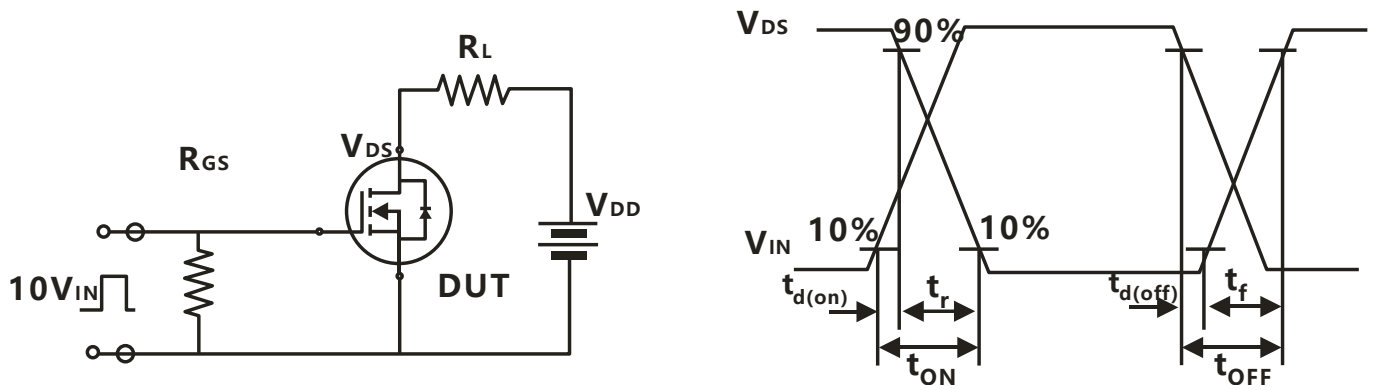 RL
RGS
VDS
VDD
10VIN
DUT
VDS
90%
VIN
10%
10%
td(on)
tr
td(off)
tf
tON
tOFF